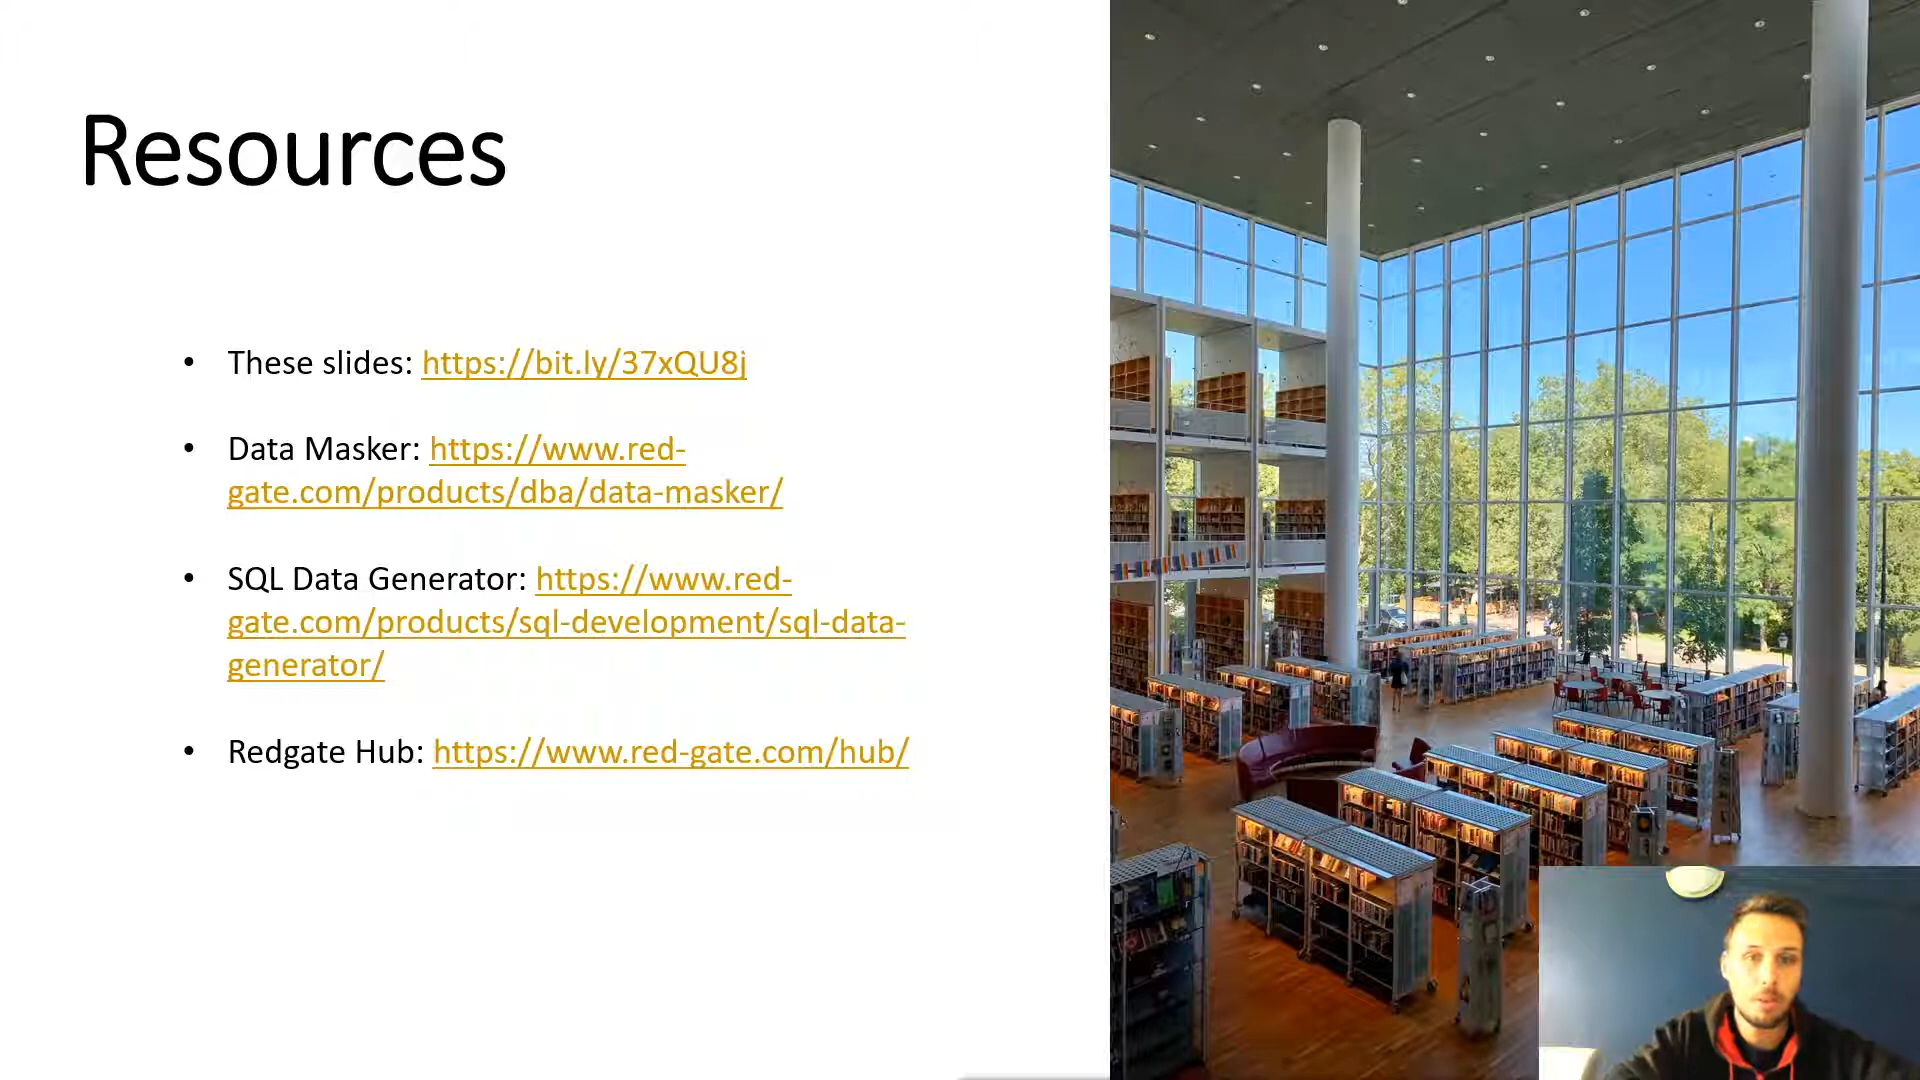 Resources
• These slides: https://bit.ly/37xQU8j
• Data Masker: https://www.red-
gate.com/products/dba/data-masker/
• SQL Data Generator: https://www.red-
gate.com/products/sql-development/sql-data-
generator/
• Redgate Hub: https://www.red-gate.com/hub/